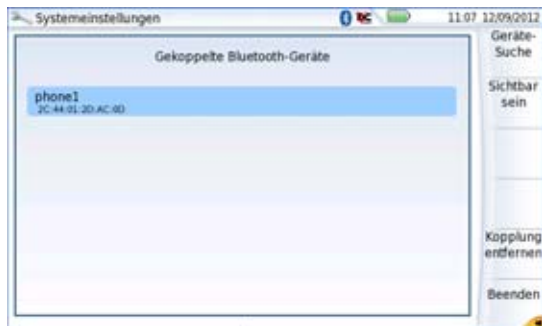 Systemeinstellungen
11:07 12/09/2012
Gekoppelte Bluetooth-Geräte
phone1
2C:44:01:2D:AC:0D
Geräte-
Suche
Sichtbar
sein
Kopplung
entfernen
Beenden